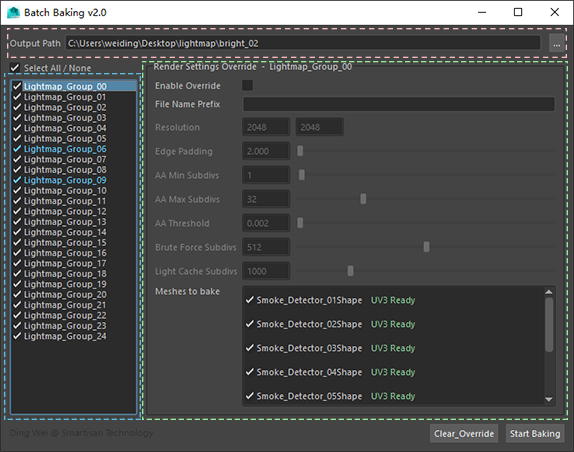 Batch Baking v2.0
Output Path C:\Users\weiding\Desktop\lightmap\bright_02 ...
Select All / None
Lightmap_Group_00
Lightmap_Group_01
Lightmap_Group_02
Lightmap_Group_03
Lightmap_Group_04
Lightmap_Group_05
Lightmap_Group_06
Lightmap_Group_07
Lightmap_Group_08
Lightmap_Group_09
Lightmap_Group_10
Lightmap_Group_11
Lightmap_Group_12
Lightmap_Group_13
Lightmap_Group_14
Lightmap_Group_15
Lightmap_Group_16
Lightmap_Group_17
Lightmap_Group_18
Lightmap_Group_19
Lightmap_Group_20
Lightmap_Group_21
Lightmap_Group_22
Lightmap_Group_23
Lightmap_Group_24
Render Settings Override - Lightmap_Group_00
Enable Override
File Name Prefix
Resolution 2048 2048
Edge Padding 2.000
AA Min Subdivs 1
AA Max Subdivs 32
AA Threshold 0.002
Brute Force Subdivs 512
Light Cache Subdivs 1000
Meshes to bake
Smoke_Detector_01Shape UV3 Ready
Smoke_Detector_02Shape UV3 Ready
Smoke_Detector_03Shape UV3 Ready
Smoke_Detector_04Shape UV3 Ready
Smoke_Detector_05Shape UV3 Ready
Ding Wei @ Smartisan Technology
Clear_Override Start Baking